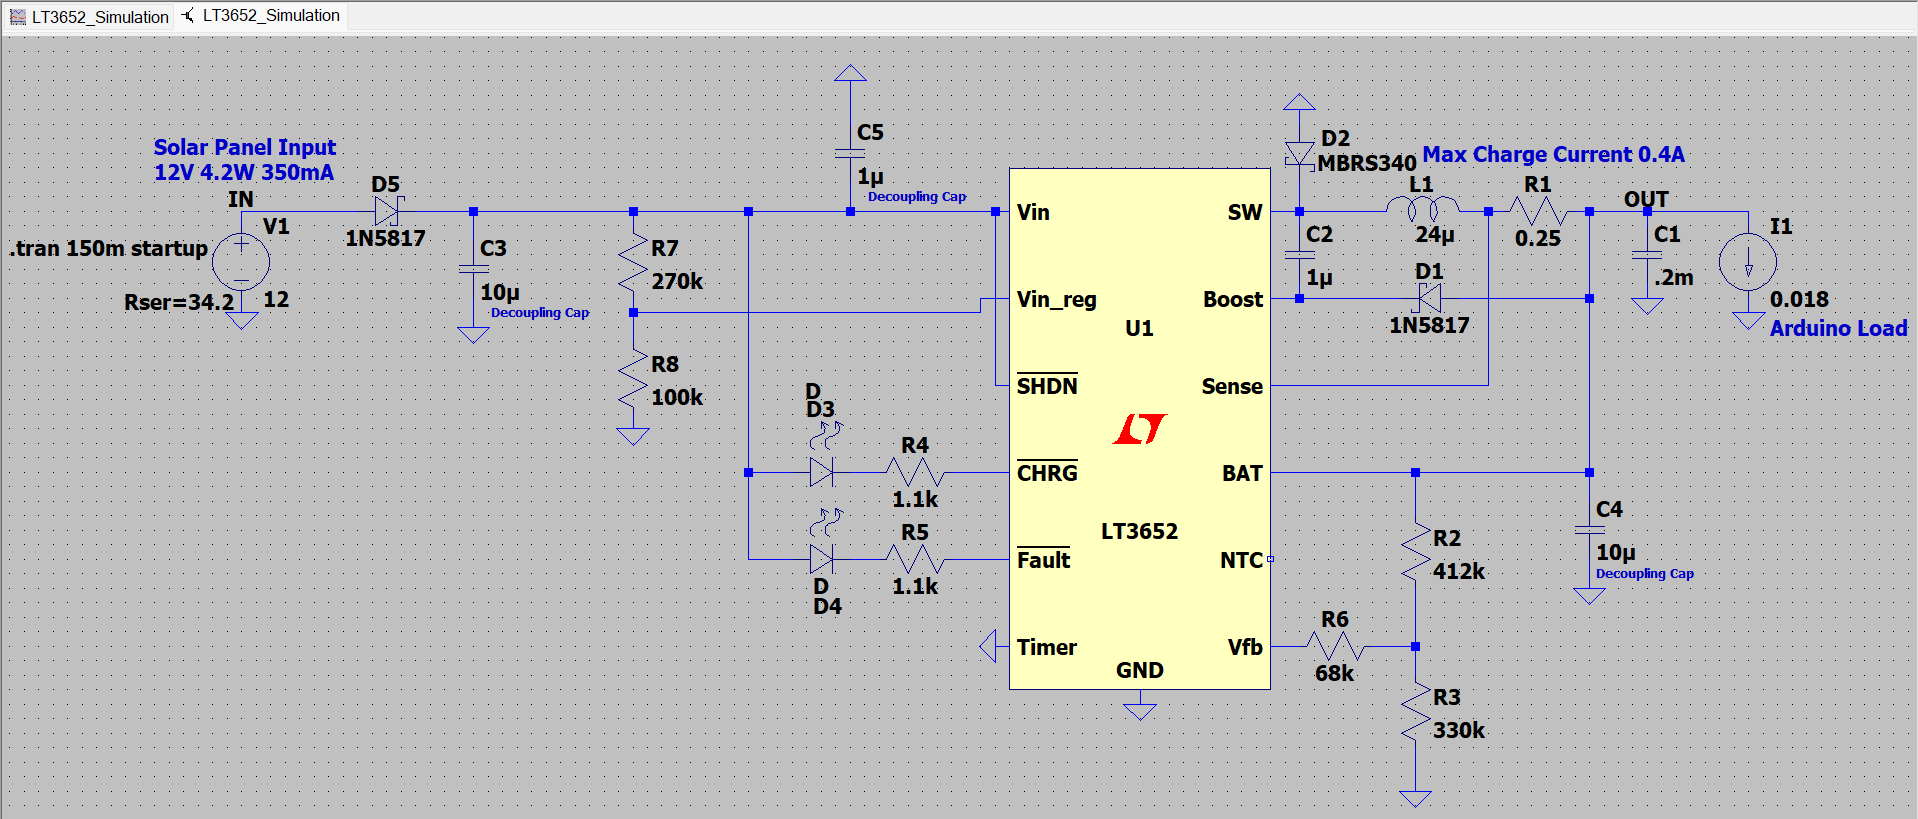 LT3652_Simulation
LT3652_Simulation
Solar Panel Input
12V 4.2W 350mA
IN
V1
.tran 150m startup
Rser=34.2
12
D5
1N5817
C3
10µ
Decoupling Cap
R7
270k
R8
100k
C5
1µ
Decoupling Cap
D
D3
R4
1.1k
R5
1.1k
D
D4
Vin
Vin_reg
SHDN
CHRG
Fault
Timer
U1
LT3652
GND
SW
Boost
Sense
BAT
NTC
Vfb
D2
MBRS340
Max Charge Current 0.4A
L1
24µ
R1
0.25
OUT
C2
1µ
D1
1N5817
C1
.2m
I1
0.018
Arduino Load
C4
10µ
Decoupling Cap
R2
412k
R6
68k
R3
330k